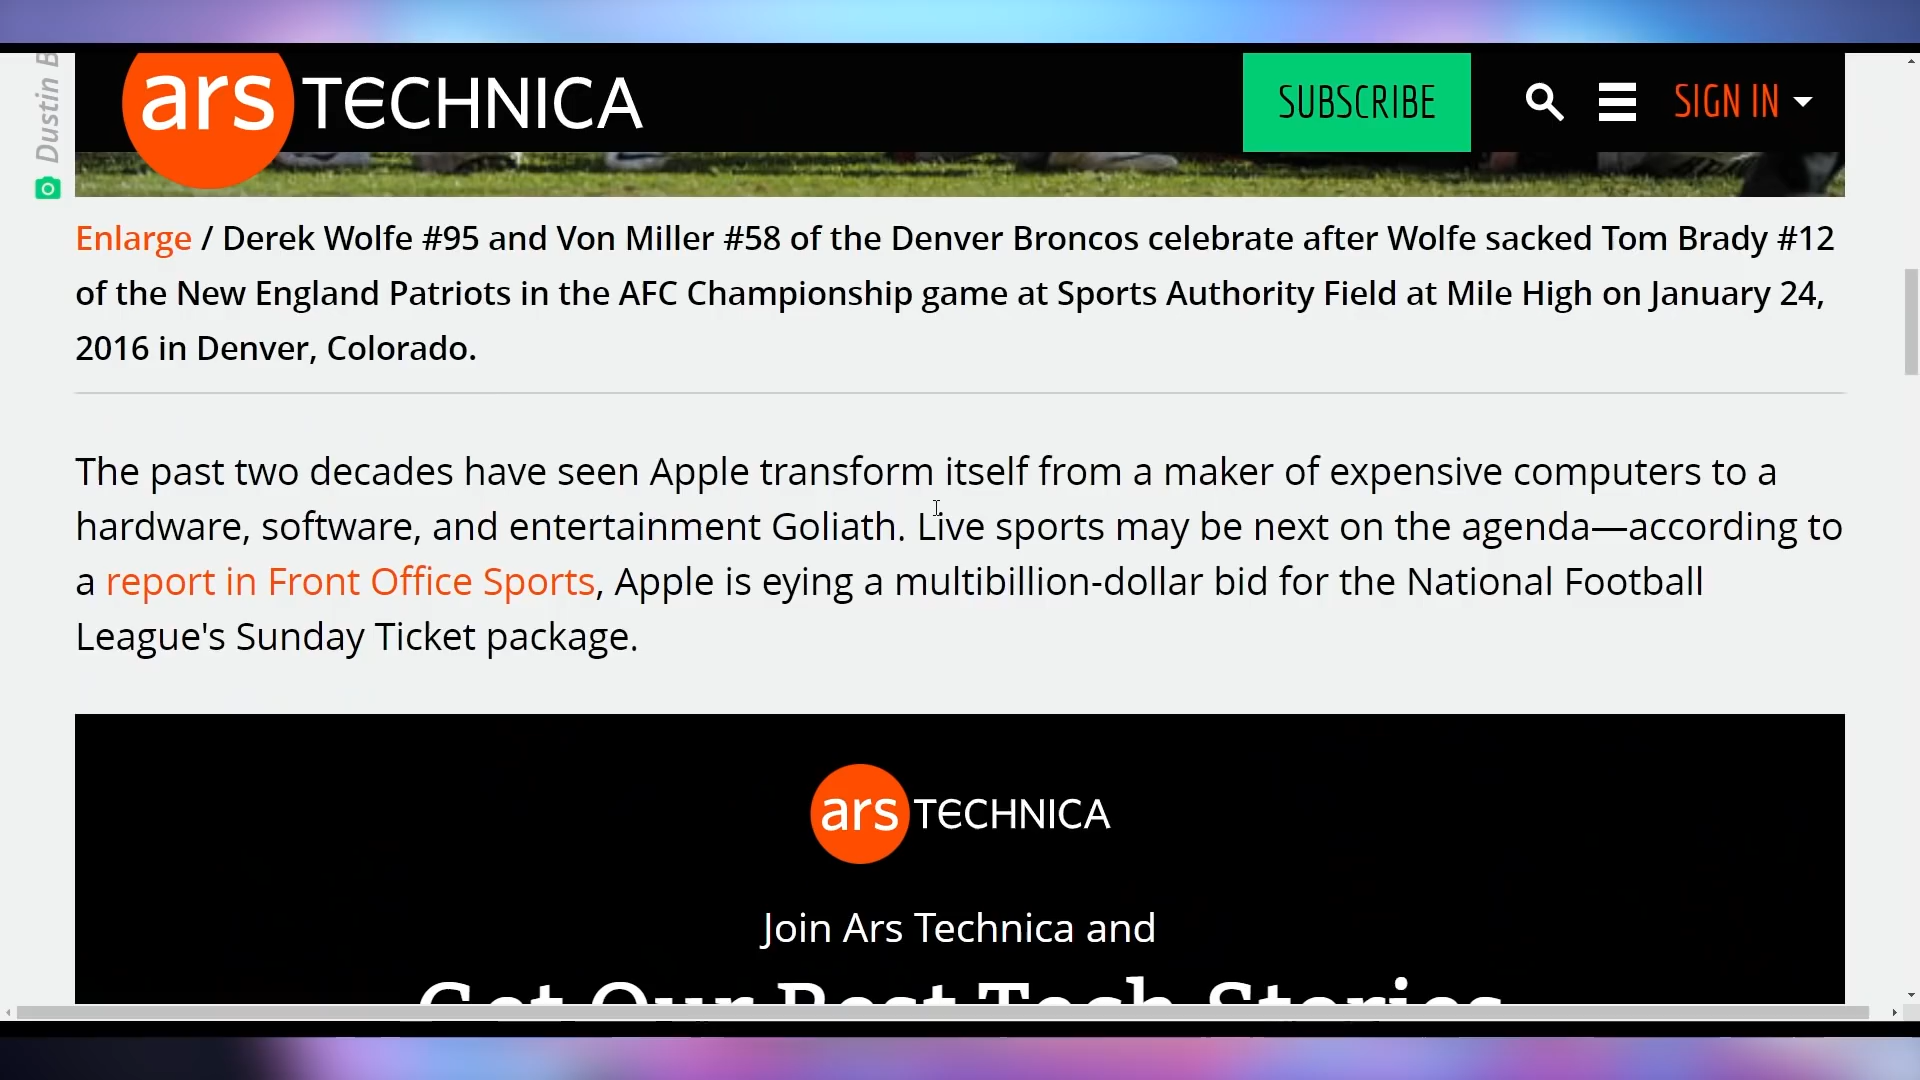 ars TECHNICA
SUBSCRIBE
SIGN IN
Dustin B
Enlarge / Derek Wolfe #95 and Von Miller #58 of the Denver Broncos celebrate after Wolfe sacked Tom Brady #12
of the New England Patriots in the AFC Championship game at Sports Authority Field at Mile High on January 24,
2016 in Denver, Colorado.
The past two decades have seen Apple transform itself from a maker of expensive computers to a
hardware, software, and entertainment Goliath. Live sports may be next on the agenda—according to
a report in Front Office Sports, Apple is eying a multibillion-dollar bid for the National Football
League's Sunday Ticket package.
ars TECHNICA
Join Ars Technica and
Get Our Best Tech Stories